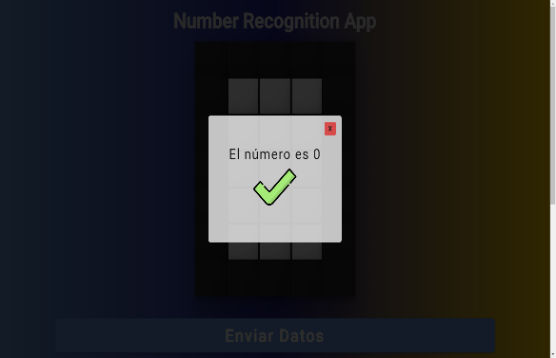 Number Recognition App
x
El número es 0
Enviar Datos